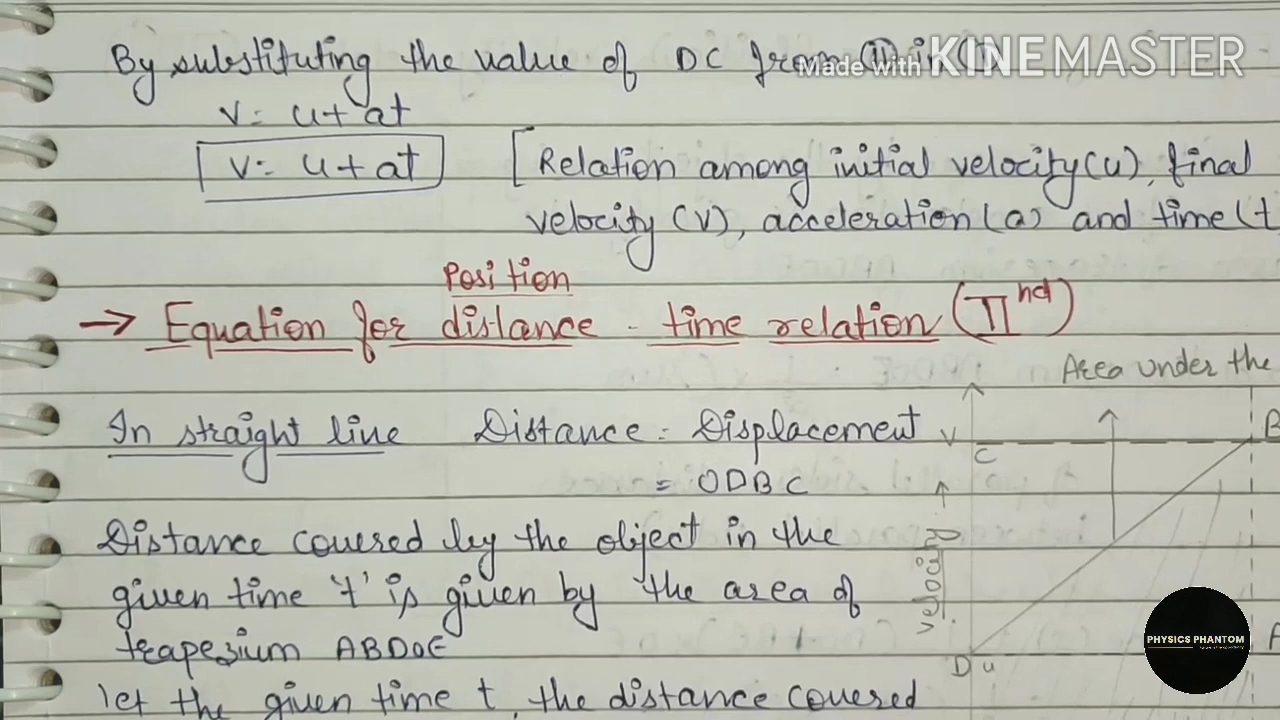 By substituting the value of DC from (II) in (I)
Made with KINEMASTER
V = u + at
V = u + at
[Relation among initial velocity(u), final
velocity (V), acceleration (a) and time (t
Position
→ Equation for distance - time relation (IInd)
Area under the
In straight line Distance = Displacement
= ODBC
V
C
B
velocity →
Distance covered by the object in the
given time 't' is given by the area of
trapezium ABDOE
D u
A
PHYSICS PHANTOM
let the given time t, the distance covered